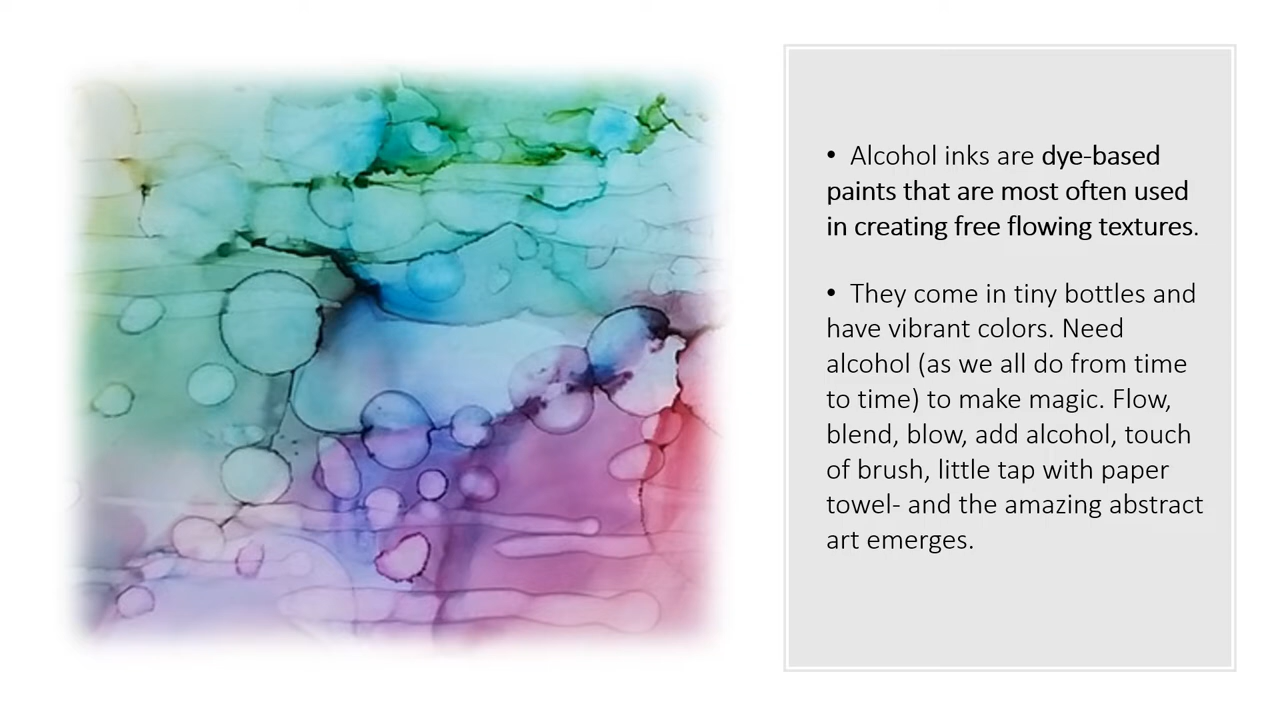 • Alcohol inks are dye-based
paints that are most often used
in creating free flowing textures.
• They come in tiny bottles and
have vibrant colors. Need
alcohol (as we all do from time
to time) to make magic. Flow,
blend, blow, add alcohol, touch
of brush, little tap with paper
towel- and the amazing abstract
art emerges.